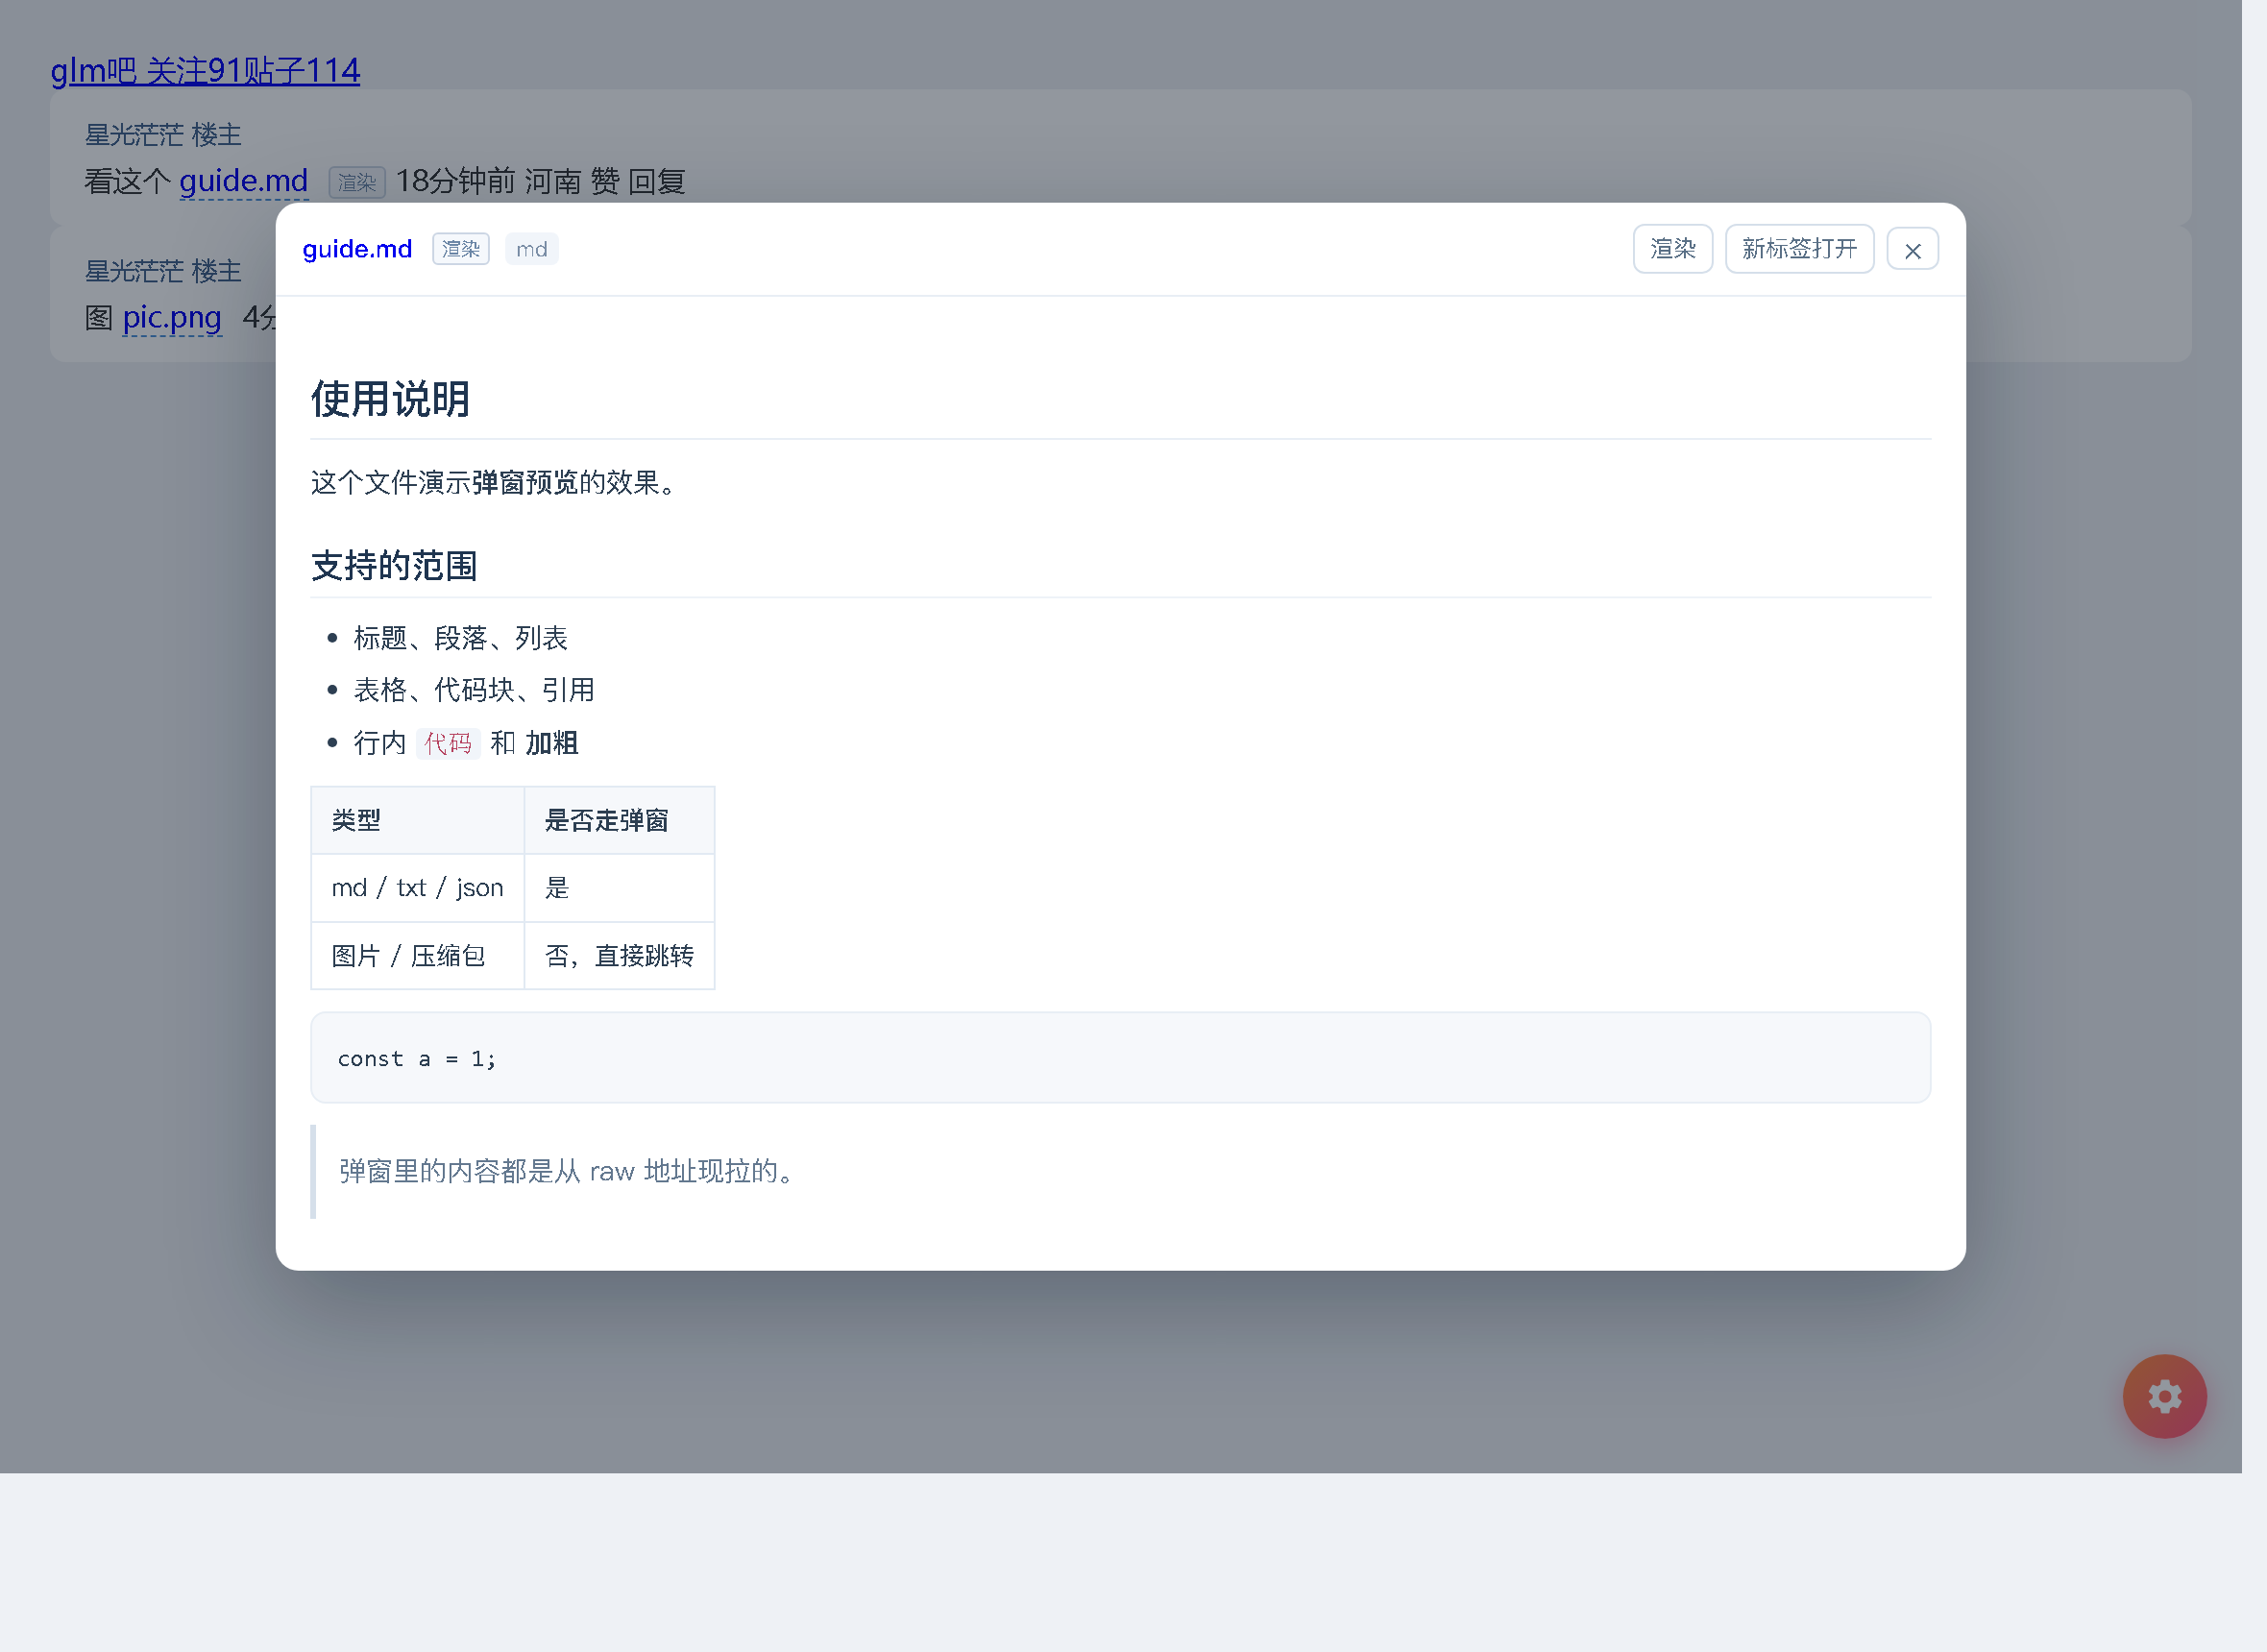 glm吧 关注91贴子114
星光茫茫 楼主
看这个 guide.md 渲染 18分钟前 河南 赞 回复
星光茫茫 楼主
图 pic.png 4分
guide.md 渲染 md 渲染 新标签打开 ×
使用说明
这个文件演示弹窗预览的效果。
支持的范围
• 标题、段落、列表
• 表格、代码块、引用
• 行内 代码 和 加粗
类型 是否走弹窗
md / txt / json 是
图片 / 压缩包 否，直接跳转
const a = 1;
弹窗里的内容都是从 raw 地址现拉的。